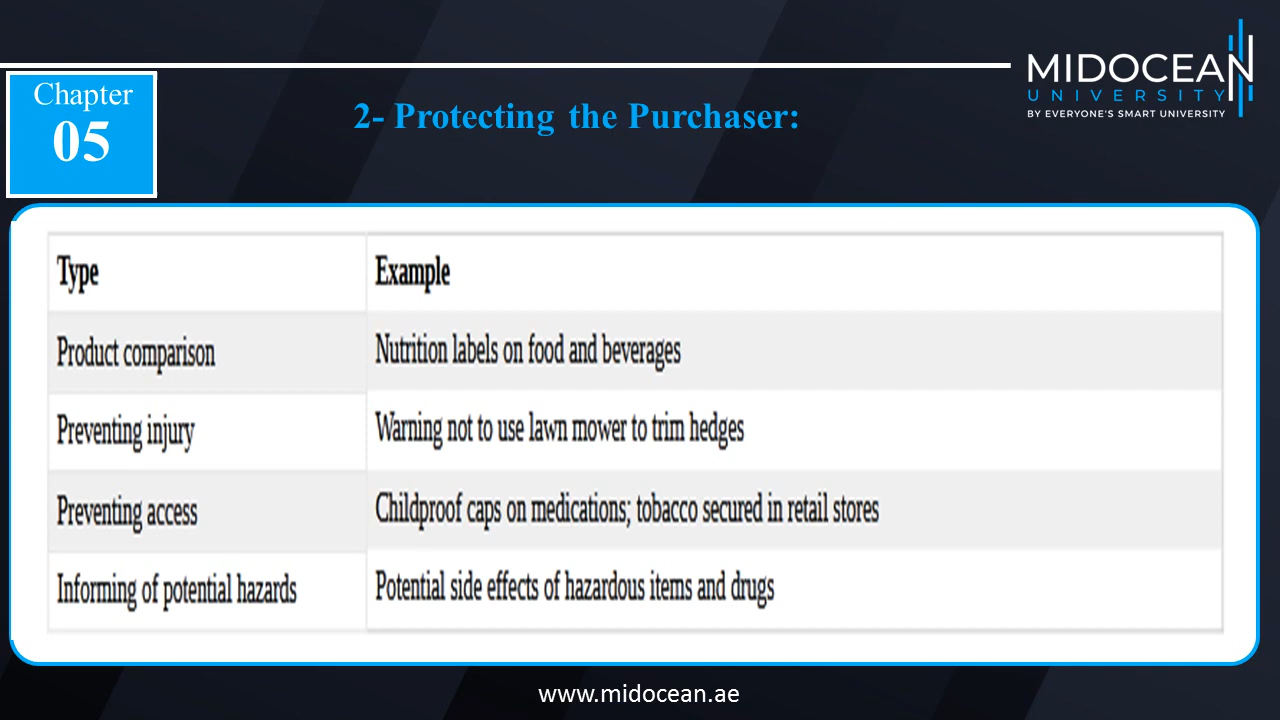 MIDOCEAN
UNIVERSITY
BY EVERYONE'S SMART UNIVERSITY
Chapter
05
2- Protecting the Purchaser:
Type Example
Product comparison Nutrition labels on food and beverages
Preventing injury Warning not to use lawn mower to trim hedges
Preventing access Childproof caps on medications; tobacco secured in retail stores
Informing of potential hazards Potential side effects of hazardous items and drugs
www.midocean.ae